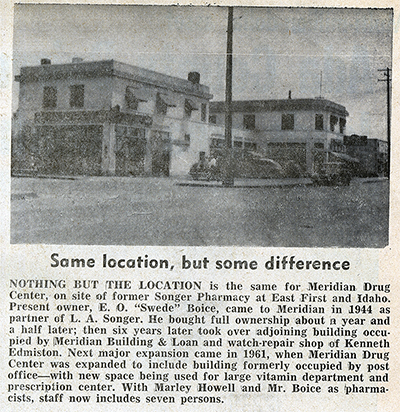 Same location, but some difference
NOTHING BUT THE LOCATION is the same for Meridian Drug
Center, on site of former Songer Pharmacy at East First and Idaho.
Present owner, E. O. “Swede” Boice, came to Meridian in 1944 as
partner of L. A. Songer. He bought full ownership about a year and
a half later; then six years later took over adjoining building occu-
pied by Meridian Building & Loan and watch-repair shop of Kenneth
Edmiston. Next major expansion came in 1961, when Meridian Drug
Center was expanded to include building formerly occupied by post
office—with new space being used for large vitamin department and
prescription center. With Marley Howell and Mr. Boice as pharma-
cists, staff now includes seven persons.